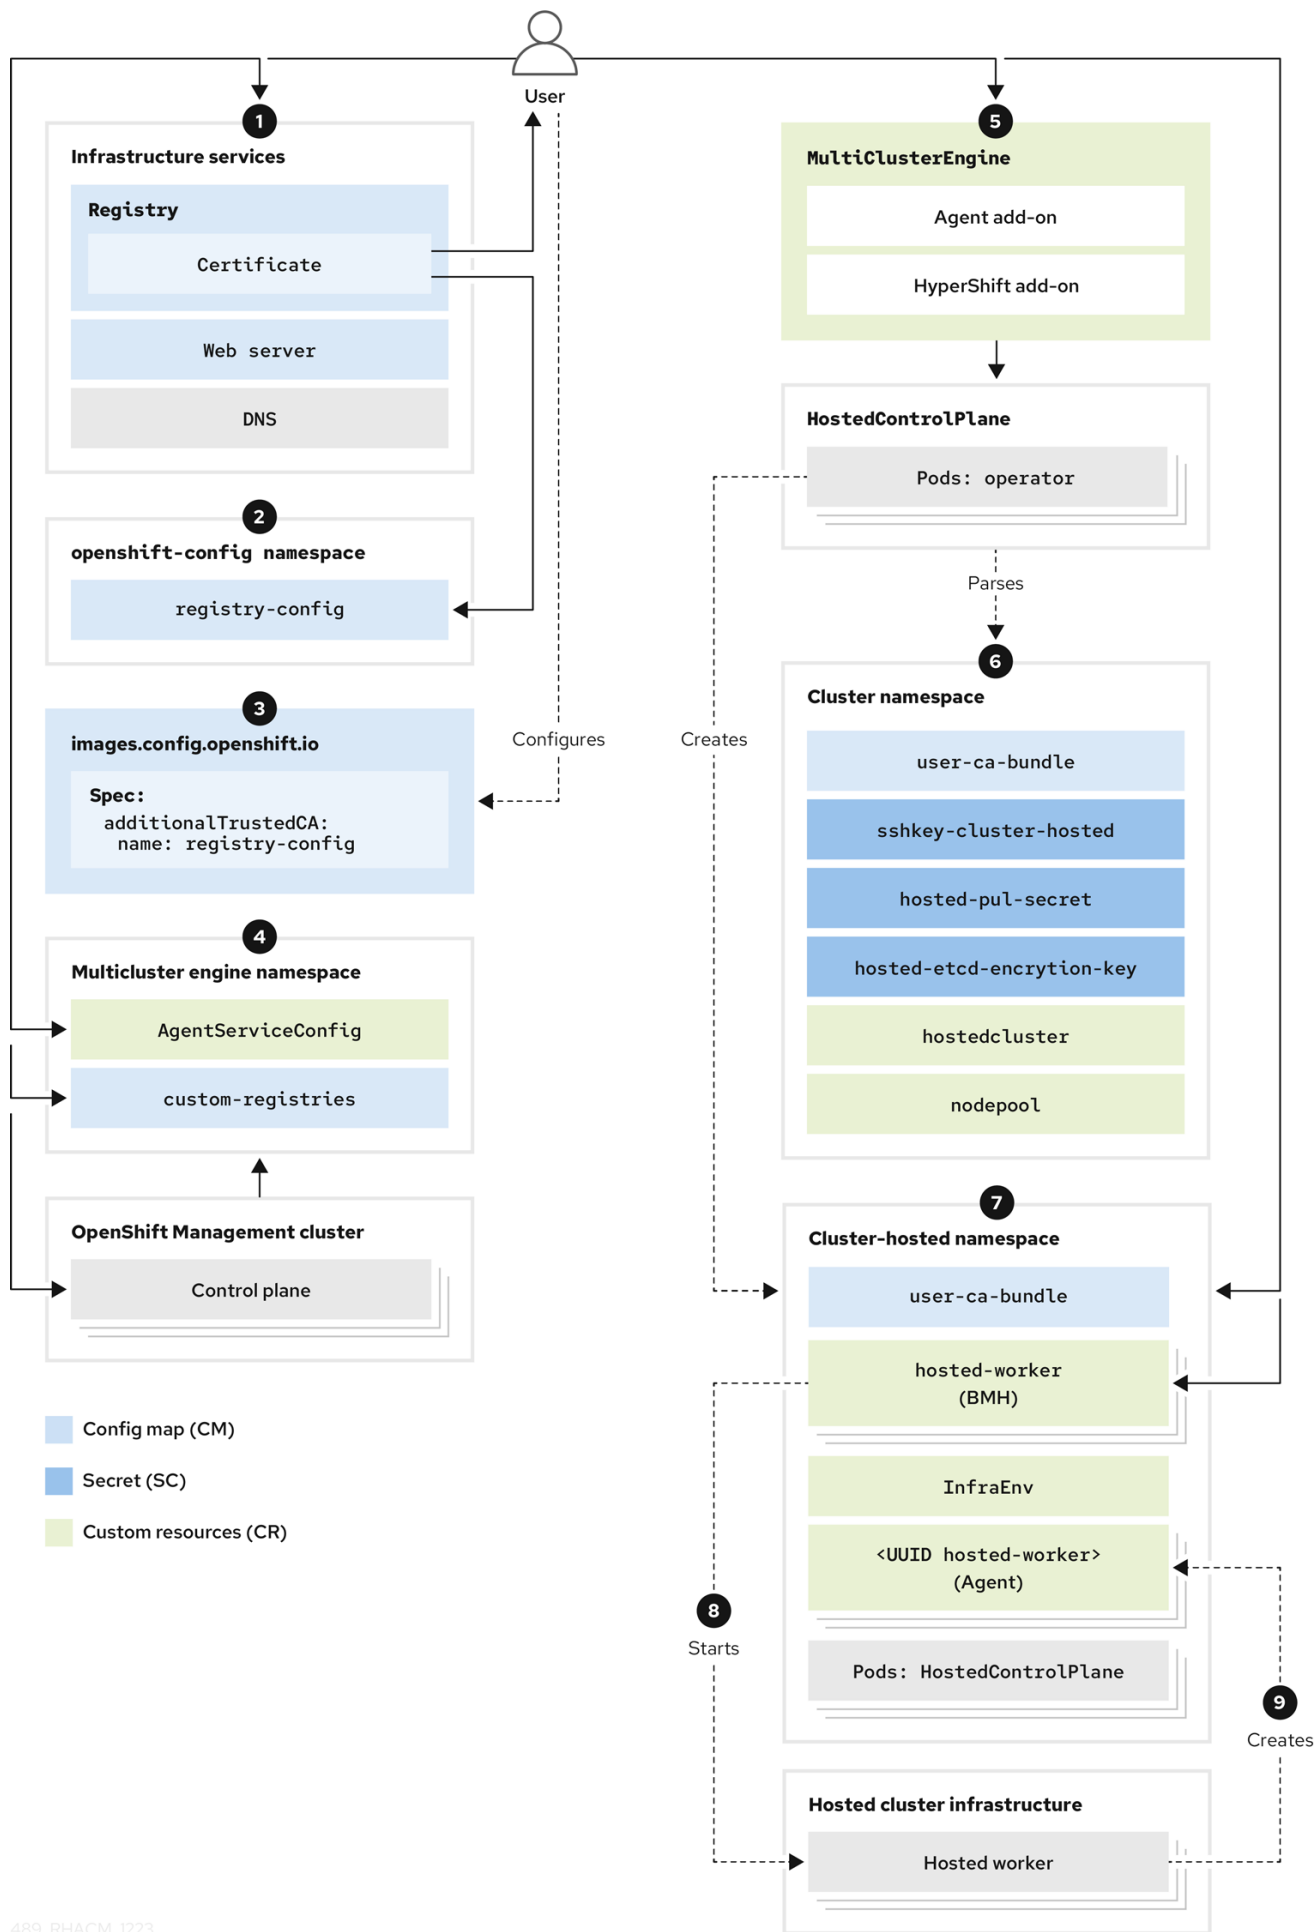 User
1
Infrastructure services
Registry
Certificate
Web server
DNS
2
openshift-config namespace
registry-config
3
images.config.openshift.io
Spec:
additionalTrustedCA:
name: registry-config
Configures
4
Multicluster engine namespace
AgentServiceConfig
custom-registries
OpenShift Management cluster
Control plane
Config map (CM)
Secret (SC)
Custom resources (CR)
5
MultiClusterEngine
Agent add-on
HyperShift add-on
HostedControlPlane
Pods: operator
Parses
Creates
6
Cluster namespace
user-ca-bundle
sshkey-cluster-hosted
hosted-pul-secret
hosted-etcd-encrytion-key
hostedcluster
nodepool
7
Cluster-hosted namespace
user-ca-bundle
hosted-worker
(BMH)
InfraEnv
<UUID hosted-worker>
(Agent)
8
Starts
Pods: HostedControlPlane
9
Creates
Hosted cluster infrastructure
Hosted worker
489_RHACM_1223